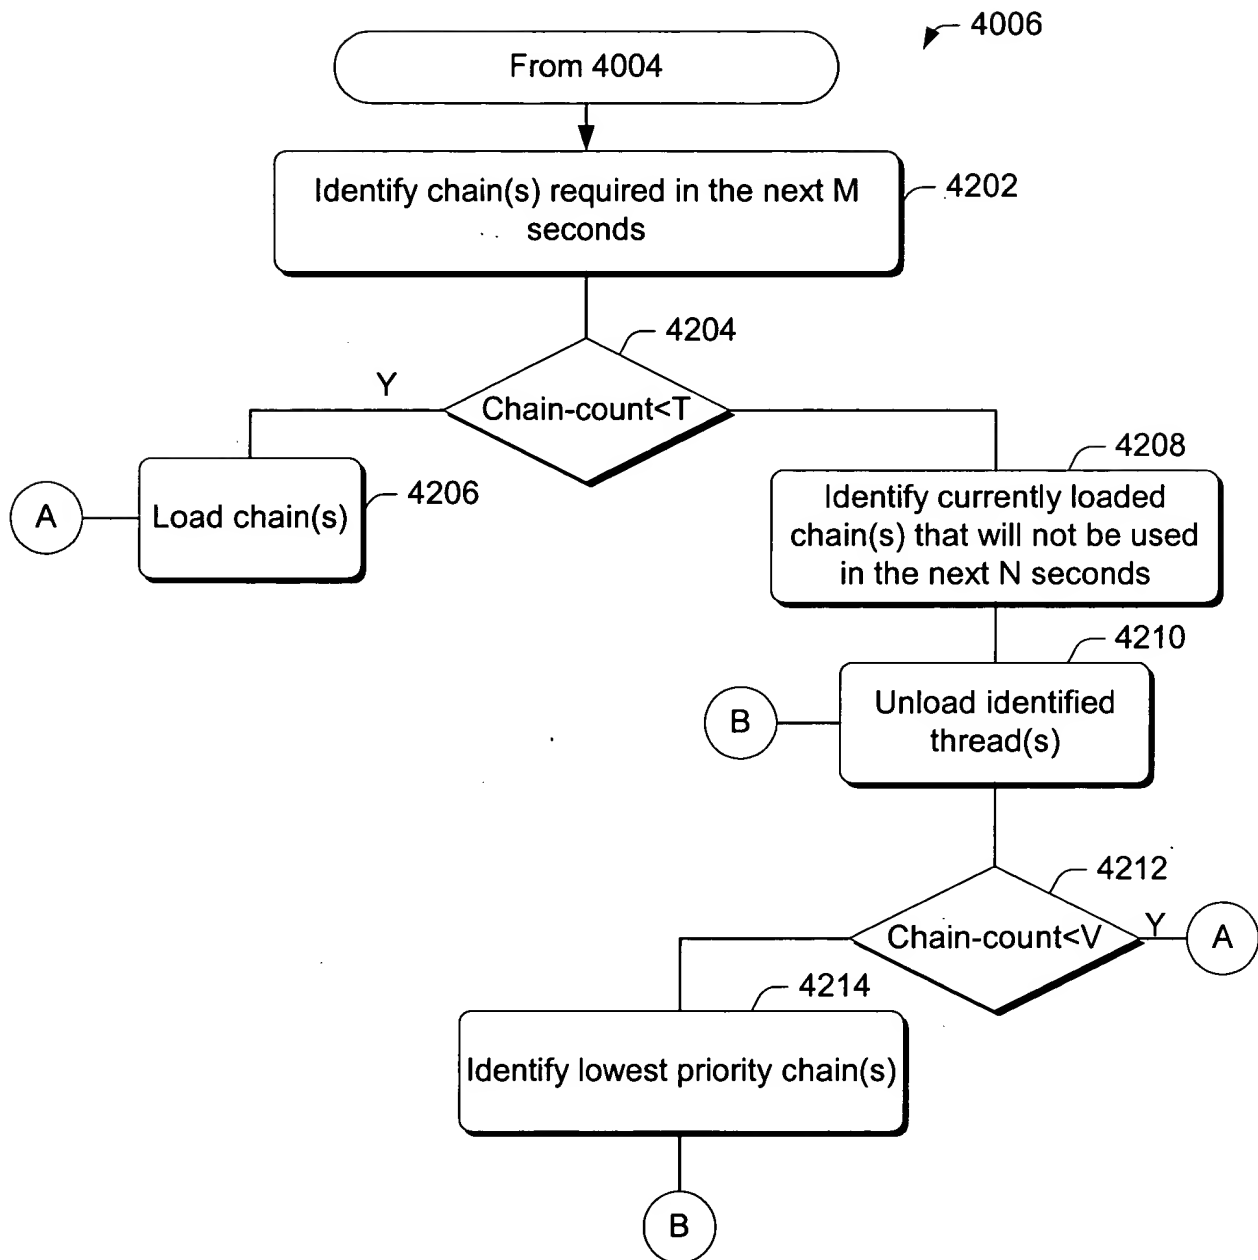 4006
From 4004
Identify chain(s) required in the next M
seconds
4202
4204
Y
Chain-count<T
4206
A
Load chain(s)
4208
Identify currently loaded
chain(s) that will not be used
in the next N seconds
4210
B
Unload identified
thread(s)
4212
Chain-count<V
Y
A
4214
Identify lowest priority chain(s)
B